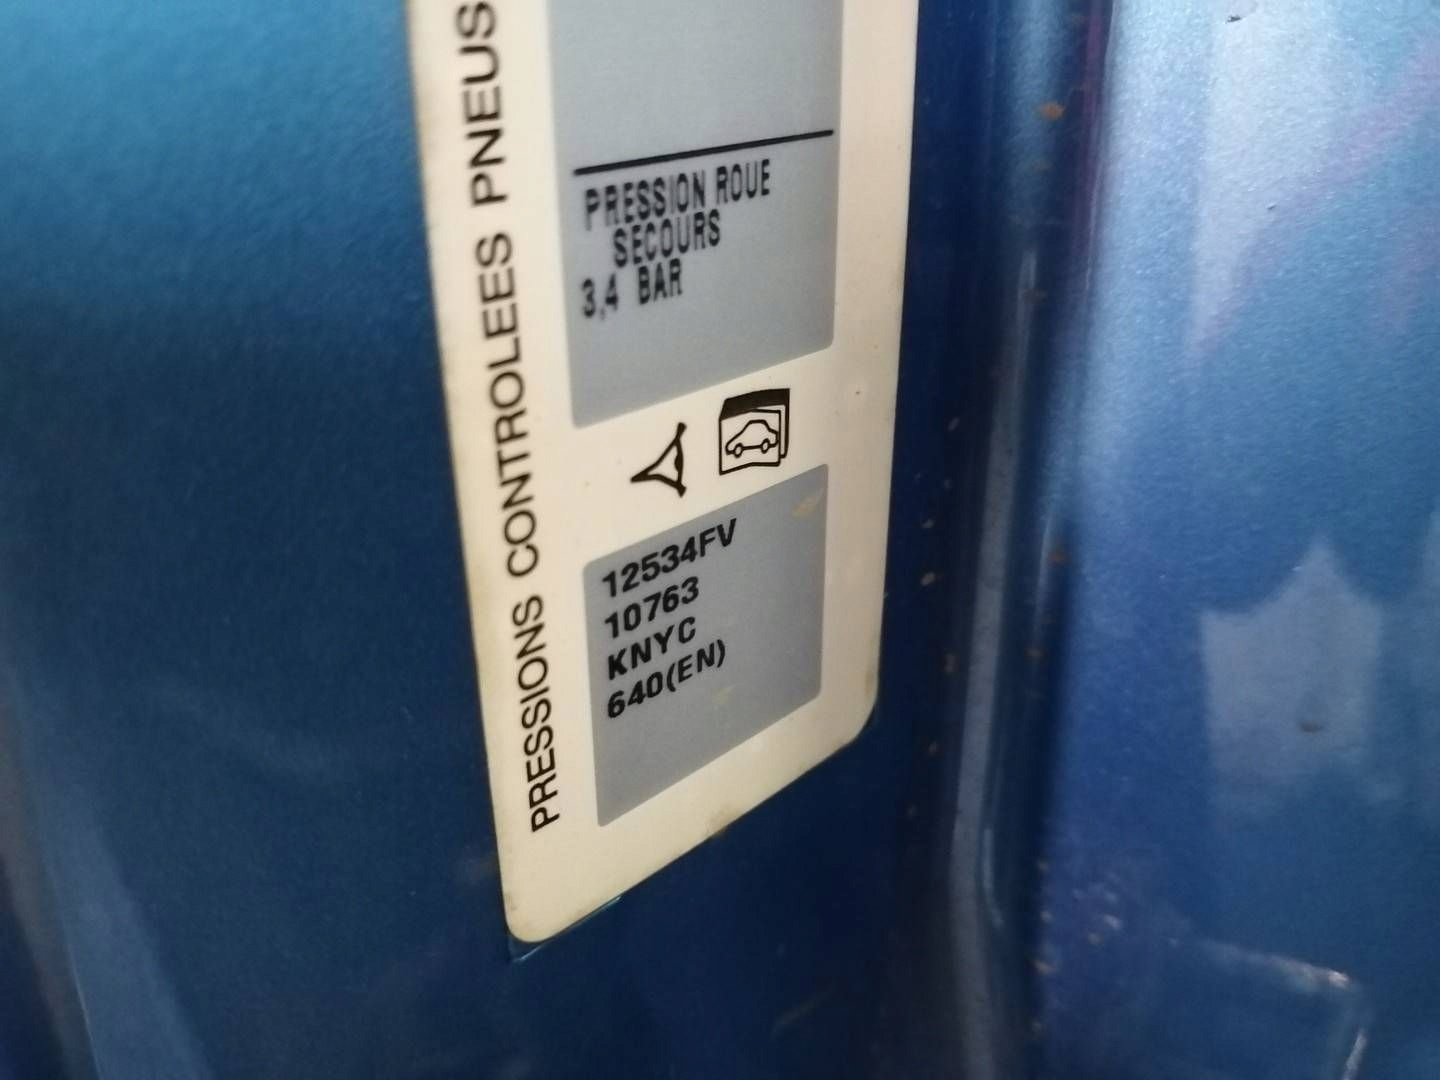 PRESSIONS CONTROLEES PNEUS
PRESSION ROUE
SECOURS
3,4 BAR
12534FV
10763
KNYC
640(EN)